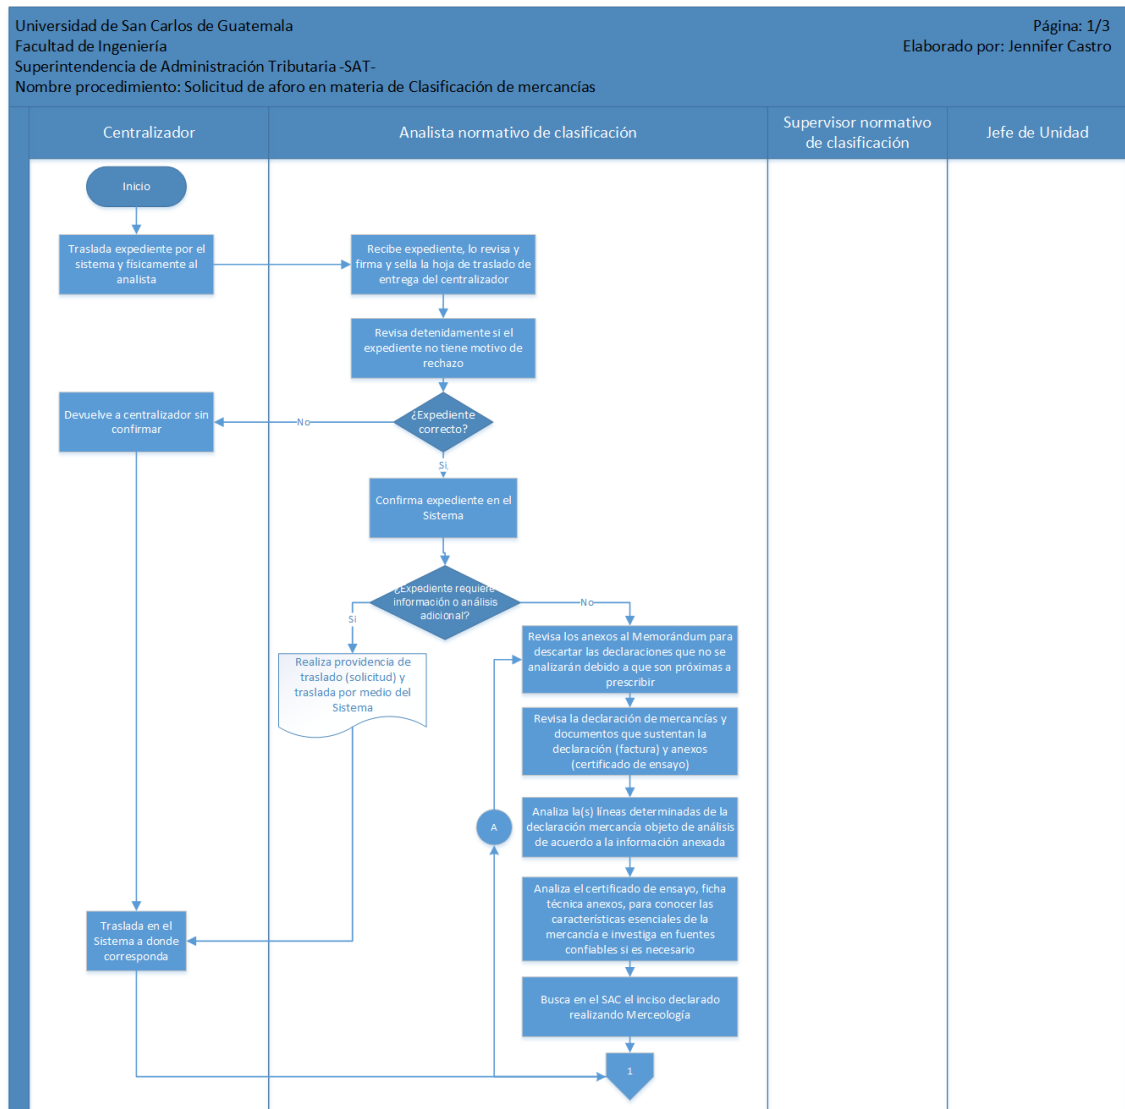 Universidad de San Carlos de Guatemala
Facultad de Ingeniería
Superintendencia de Administración Tributaria -SAT-
Nombre procedimiento: Solicitud de aforo en materia de Clasificación de mercancías
Página: 1/3
Elaborado por: Jennifer Castro
Centralizador
Analista normativo de clasificación
Supervisor normativo
de clasificación
Jefe de Unidad
Inicio
Traslada expediente por el
sistema y físicamente al
analista
Recibe expediente, lo revisa y
firma y sella la hoja de traslado de
entrega del centralizador
Revisa detenidamente si el
expediente no tiene motivo de
rechazo
¿Expediente
correcto?
No
Devuelve a centralizador sin
confirmar
Si
Confirma expediente en el
Sistema
¿Expediente requiere
información o análisis
adicional?
Si
No
Realiza providencia de
traslado (solicitud) y
traslada por medio del
Sistema
Revisa los anexos al Memorándum para
descartar las declaraciones que no se
analizarán debido a que son próximas a
prescribir
Revisa la declaración de mercancías y
documentos que sustentan la
declaración (factura) y anexos
(certificado de ensayo)
A
Analiza la(s) líneas determinadas de la
declaración mercancía objeto de análisis
de acuerdo a la información anexada
Analiza el certificado de ensayo, ficha
técnica anexos, para conocer las
características esenciales de la
mercancía e investiga en fuentes
confiables si es necesario
Traslada en el
Sistema a donde
corresponda
Busca en el SAC el inciso declarado
realizando Merceología
1